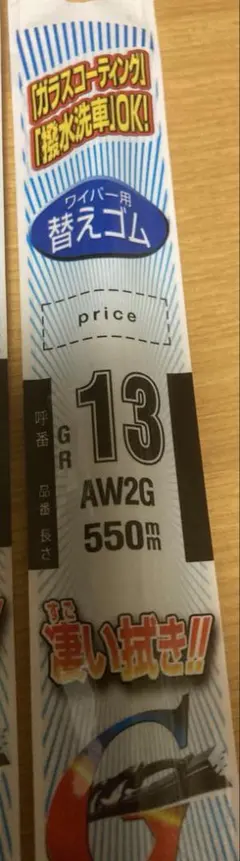 「ガラスコーティング」
「撥水洗車」OK!
ワイパー用
替えゴム
price
呼番 GR 13
品番 AW2G
長さ 550mm
すご
凄い拭き!!
G